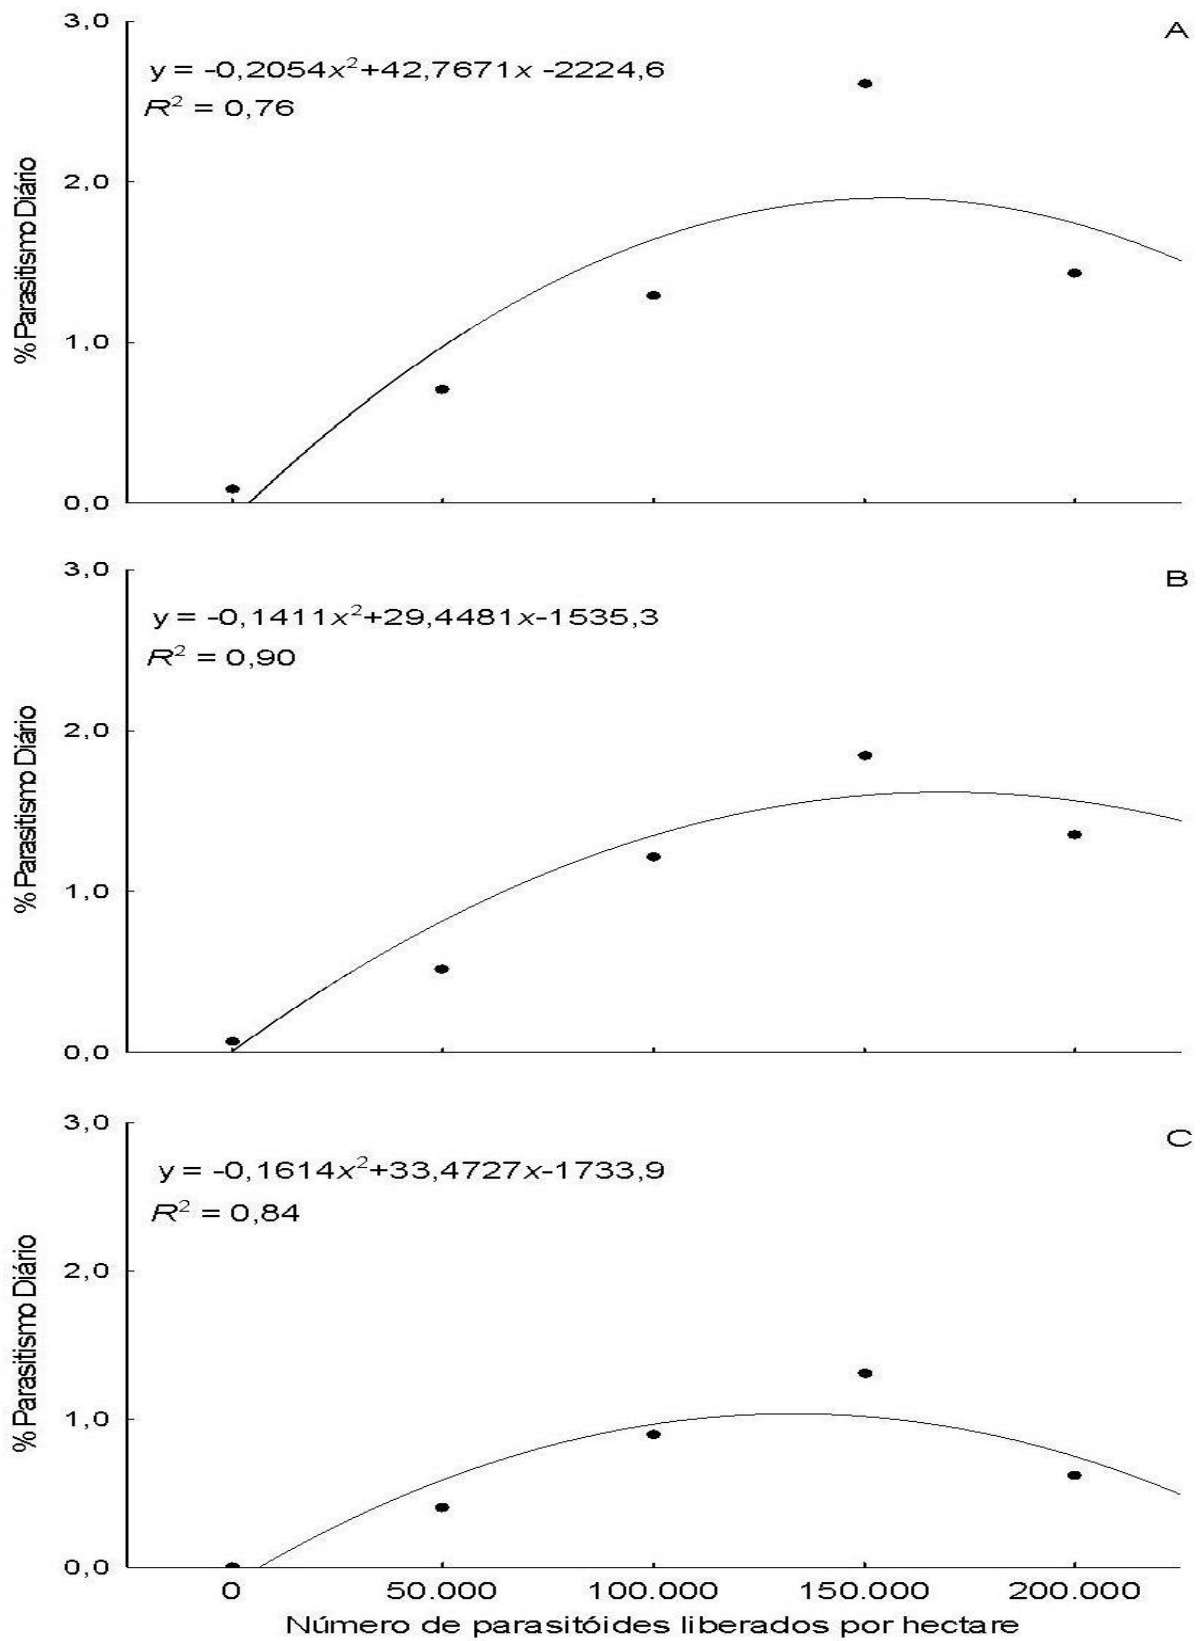 3,0
A
y = -0,2054x²+42,7671x -2224,6
R² = 0,76
2,0
% Parasitismo Diário
1,0
0,0
3,0
B
y = -0,1411x²+29,4481x-1535,3
R² = 0,90
2,0
% Parasitismo Diário
1,0
0,0
3,0
C
y = -0,1614x²+33,4727x-1733,9
R² = 0,84
2,0
% Parasitismo Diário
1,0
0,0
0 50.000 100.000 150.000 200.000
Número de parasitóides liberados por hectare